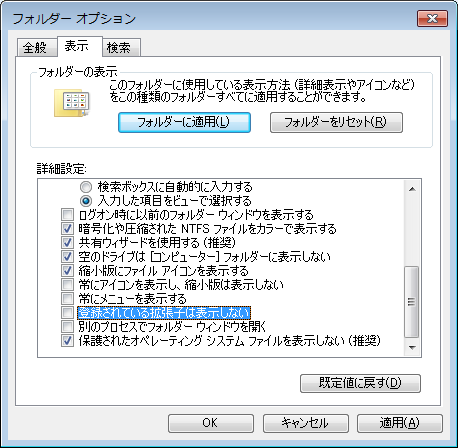 フォルダー オプション
全般
表示
検索
フォルダーの表示
このフォルダーに使用している表示方法 (詳細表示やアイコンなど)
をこの種類のフォルダーすべてに適用することができます。
フォルダーに適用(L)
フォルダーをリセット(R)
詳細設定:
検索ボックスに自動的に入力する
入力した項目をビューで選択する
ログオン時に以前のフォルダー ウィンドウを表示する
暗号化や圧縮された NTFS ファイルをカラーで表示する
共有ウィザードを使用する (推奨)
空のドライブは [コンピューター] フォルダーに表示しない
縮小版にファイル アイコンを表示する
常にアイコンを表示し、縮小版は表示しない
常にメニューを表示する
登録されている拡張子は表示しない
別のプロセスでフォルダー ウィンドウを開く
保護されたオペレーティング システム ファイルを表示しない (推奨)
既定値に戻す(D)
OK
キャンセル
適用(A)